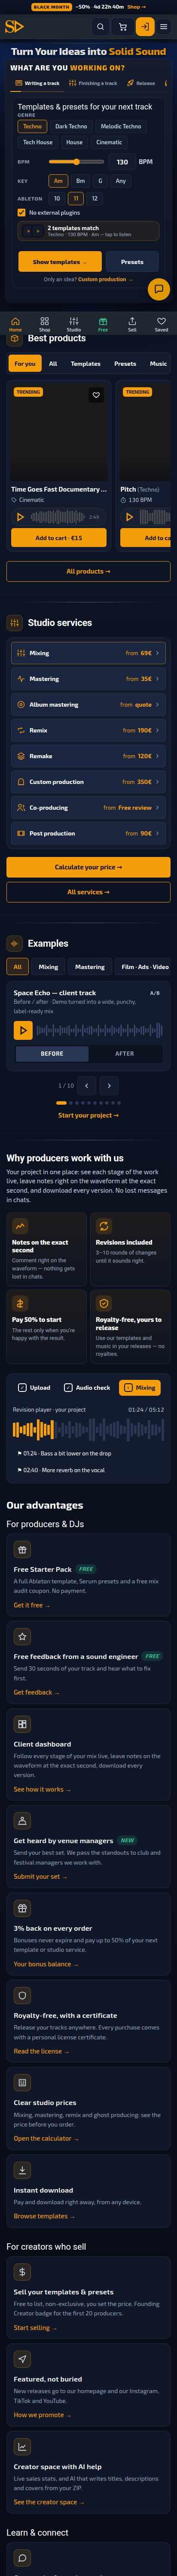 BLACK MONTH −50% · 4d 22h 40m Shop →
Turn Your Ideas into Solid Sound
WHAT ARE YOU WORKING ON?
Writing a track
Finishing a track
Release
Templates & presets for your next track
GENRE
Techno
Dark Techno
Melodic Techno
Tech House
House
Cinematic
BPM
130 BPM
KEY
Am
Bm
G
Any
ABLETON
10
11
12
No external plugins
2 templates match
Techno · 130 BPM · Am — tap to listen
Show templates →
Presets
Only an idea? Custom production →
Home
Shop
Studio
Free
Sell
Saved
Best products
For you
All
Templates
Presets
Music
TRENDING
TRENDING
Time Goes Fast Documentary ...
Pitch (Techno)
Cinematic
130 BPM
2:49
Add to cart · €15
Add to ca
All products →
Studio services
Mixing from 69€
Mastering from 35€
Album mastering from quote
Remix from 190€
Remake from 120€
Custom production from 350€
Co-producing from Free review
Post production from 90€
Calculate your price →
All services →
Examples
All
Mixing
Mastering
Film · Ads · Video
Space Echo — client track
A/B
Before / after · Demo turned into a wide, punchy,
label-ready mix
BEFORE
AFTER
1 / 10
Start your project →
Why producers work with us
Your project in one place: see each stage of the work
live, leave notes right on the waveform at the exact
second, and download every version. No lost messages
in chats.
Notes on the exact
second
Comment right on the
waveform — nothing gets
lost in chats.
Revisions included
3–10 rounds of changes
until it sounds right.
Pay 50% to start
The rest only when you're
happy with the result.
Royalty-free, yours to
release
Use our templates and
music in your releases — no
royalties.
Upload
Audio check
Mixing
Revision player · your project
01:24 / 05:12
01:24 · Bass a bit lower on the drop
02:40 · More reverb on the vocal
Our advantages
For producers & DJs
Free Starter Pack FREE
A full Ableton template, Serum presets and a free mix
audit coupon. No payment.
Get it free →
Free feedback from a sound engineer FREE
Send 30 seconds of your track and hear what to fix
first.
Get feedback →
Client dashboard
Follow every stage of your mix live, leave notes on the
waveform at the exact second, download every
version.
See how it works →
Get heard by venue managers NEW
Send your best set. We pass the standouts to club and
festival managers we work with.
Submit your set →
3% back on every order
Bonuses never expire and pay up to 50% of your next
template or studio service.
Your bonus balance →
Royalty-free, with a certificate
Release your tracks anywhere. Every purchase comes
with a personal license certificate.
Read the license →
Clear studio prices
Mixing, mastering, remix and ghost producing: see the
price before you order.
Open the calculator →
Instant download
Pay and download right away, from any device.
Browse templates →
For creators who sell
Sell your templates & presets
Free to list, non-exclusive, you set the price. Founding
Creator badge for the first 20 producers.
Start selling →
Featured, not buried
New releases go to our homepage and our Instagram,
TikTok and YouTube.
How we promote →
Creator space with AI help
Live sales stats, and AI that writes titles, descriptions
and covers from your ZIP.
See the creator space →
Learn & connect